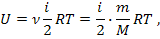 U = ν i/2 RT = i/2 · m/M RT ,